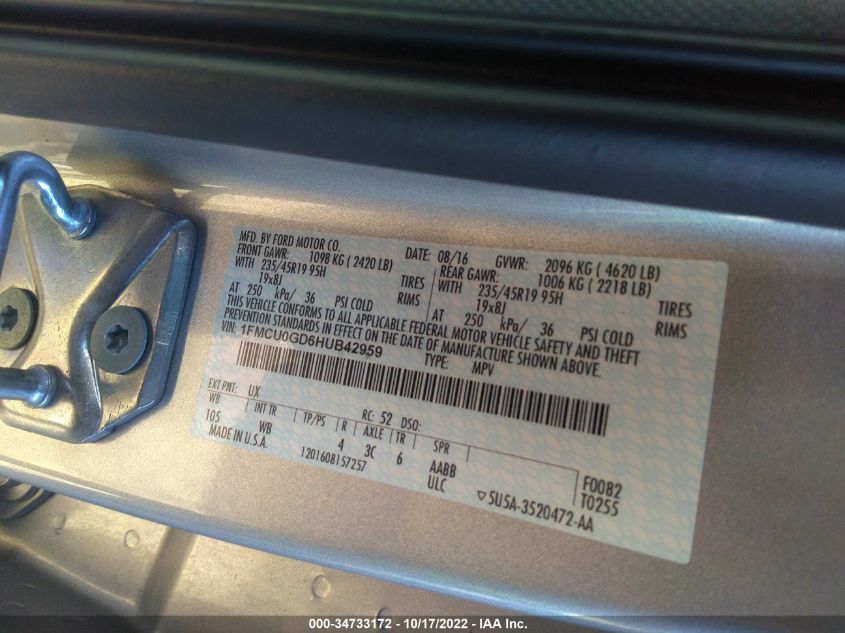 MFD. BY FORD MOTOR CO.
DATE: 08/16 GVWR: 2096 KG ( 4620 LB)
FRONT GAWR: 1098 KG ( 2420 LB) REAR GAWR: 1006 KG ( 2218 LB)
WITH 235/45R19 95H TIRES WITH 235/45R19 95H TIRES
19x8J RIMS 19x8J RIMS
AT 250 kPa/ 36 PSI COLD AT 250 kPa/ 36 PSI COLD
THIS VEHICLE CONFORMS TO ALL APPLICABLE FEDERAL MOTOR VEHICLE SAFETY AND THEFT
PREVENTION STANDARDS IN EFFECT ON THE DATE OF MANUFACTURE SHOWN ABOVE.
VIN: 1FMCU0GD6HUB42959
TYPE: MPV
EXT PNT: UX RC: 52 DSO:
WB INT TR TP/PS R AXLE TR SPR
105 WB 4 3C 6 AABB
MADE IN U.S.A. ULC
1201608157257
F0082
T0255
▽5U5A-3520472-AA
000-34733172 - 10/17/2022 - IAA Inc.